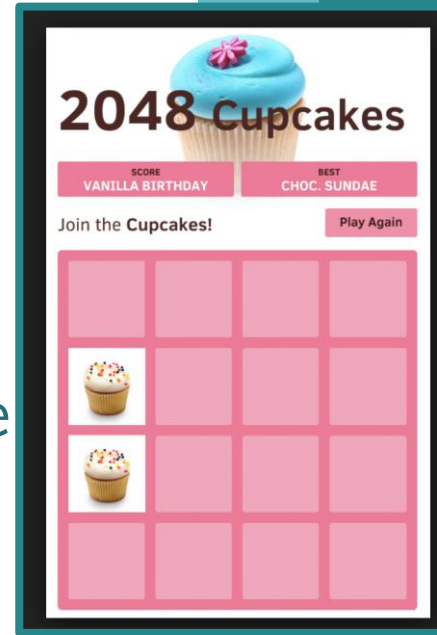 2048 Cupcakes
SCORE
VANILLA BIRTHDAY
BEST
CHOC. SUNDAE
Join the Cupcakes!
Play Again
e